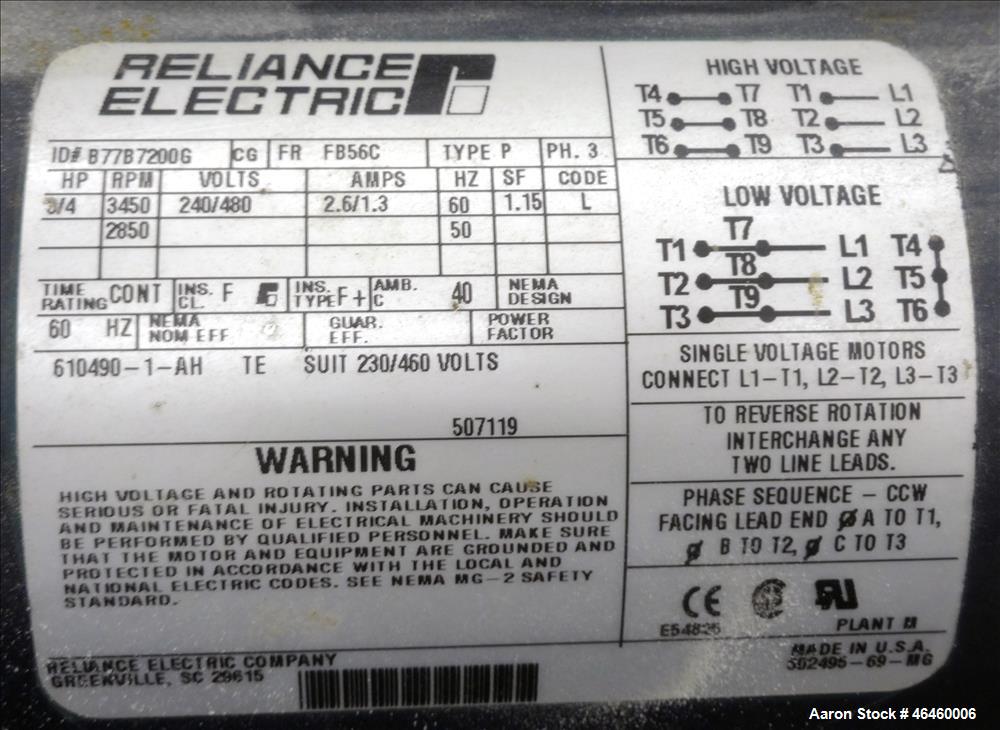 RELIANCE
ELECTRIC
ID# B77B7200G CG FR FB56C TYPE P PH. 3
HP RPM VOLTS AMPS HZ SF CODE
3/4 3450 240/480 2.6/1.3 60 1.15 L
2850 50
TIME RATING CONT INS. CL. F INS. TYPE F+ AMB. C 40 NEMA DESIGN
60 HZ NEMA NOM EFF GUAR. EFF. POWER FACTOR
610490-1-AH TE SUIT 230/460 VOLTS
507119
WARNING
HIGH VOLTAGE AND ROTATING PARTS CAN CAUSE
SERIOUS OR FATAL INJURY. INSTALLATION, OPERATION
AND MAINTENANCE OF ELECTRICAL MACHINERY SHOULD
BE PERFORMED BY QUALIFIED PERSONNEL. MAKE SURE
THAT THE MOTOR AND EQUIPMENT ARE GROUNDED AND
PROTECTED IN ACCORDANCE WITH THE LOCAL AND
NATIONAL ELECTRIC CODES. SEE NEMA MG-2 SAFETY
STANDARD.
RELIANCE ELECTRIC COMPANY
GREENVILLE, SC 29615
HIGH VOLTAGE
T4 T7 T1 L1
T5 T8 T2 L2
T6 T9 T3 L3
LOW VOLTAGE
T7
T1 L1 T4
T8
T2 L2 T5
T9
T3 L3 T6
SINGLE VOLTAGE MOTORS
CONNECT L1-T1, L2-T2, L3-T3
TO REVERSE ROTATION
INTERCHANGE ANY
TWO LINE LEADS.
PHASE SEQUENCE - CCW
FACING LEAD END Ø A TO T1,
Ø B TO T2, Ø C TO T3
CE
PLANT
MADE IN U.S.A.
592495-69-MG
Aaron Stock # 46460006